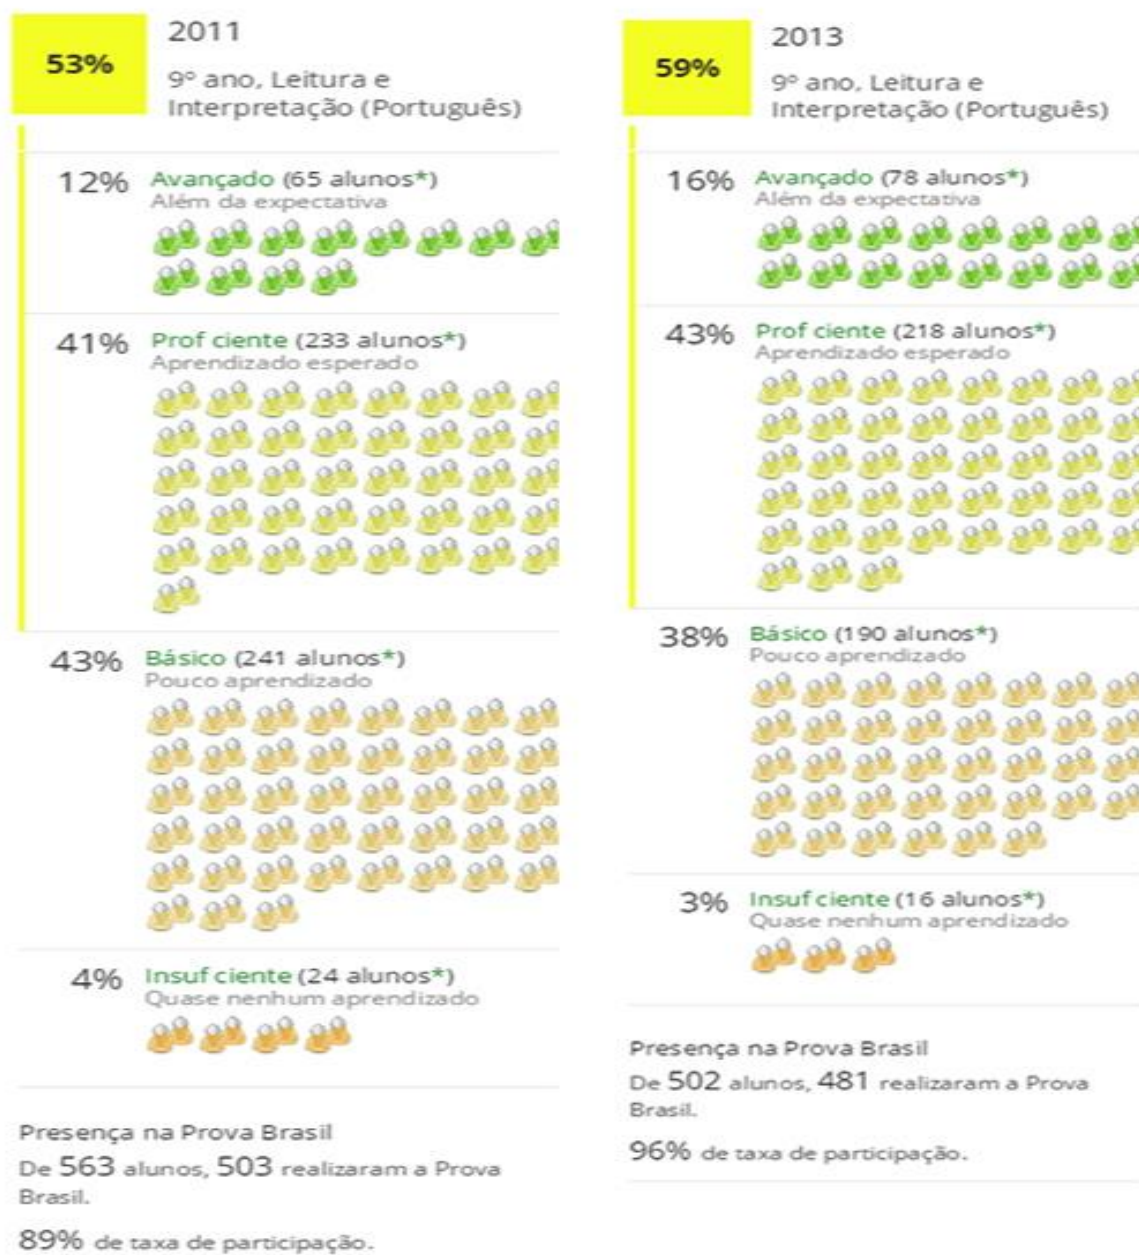 53%
2011
9º ano, Leitura e
Interpretação (Português)
12% Avançado (65 alunos*)
Além da expectativa
41% Prof ciente (233 alunos*)
Aprendizado esperado
43% Básico (241 alunos*)
Pouco aprendizado
4% Insuf ciente (24 alunos*)
Quase nenhum aprendizado
Presença na Prova Brasil
De 563 alunos, 503 realizaram a Prova
Brasil.
89% de taxa de participação.
59%
2013
9º ano, Leitura e
Interpretação (Português)
16% Avançado (78 alunos*)
Além da expectativa
43% Prof ciente (218 alunos*)
Aprendizado esperado
38% Básico (190 alunos*)
Pouco aprendizado
3% Insuf ciente (16 alunos*)
Quase nenhum aprendizado
Presença na Prova Brasil
De 502 alunos, 481 realizaram a Prova
Brasil.
96% de taxa de participação.